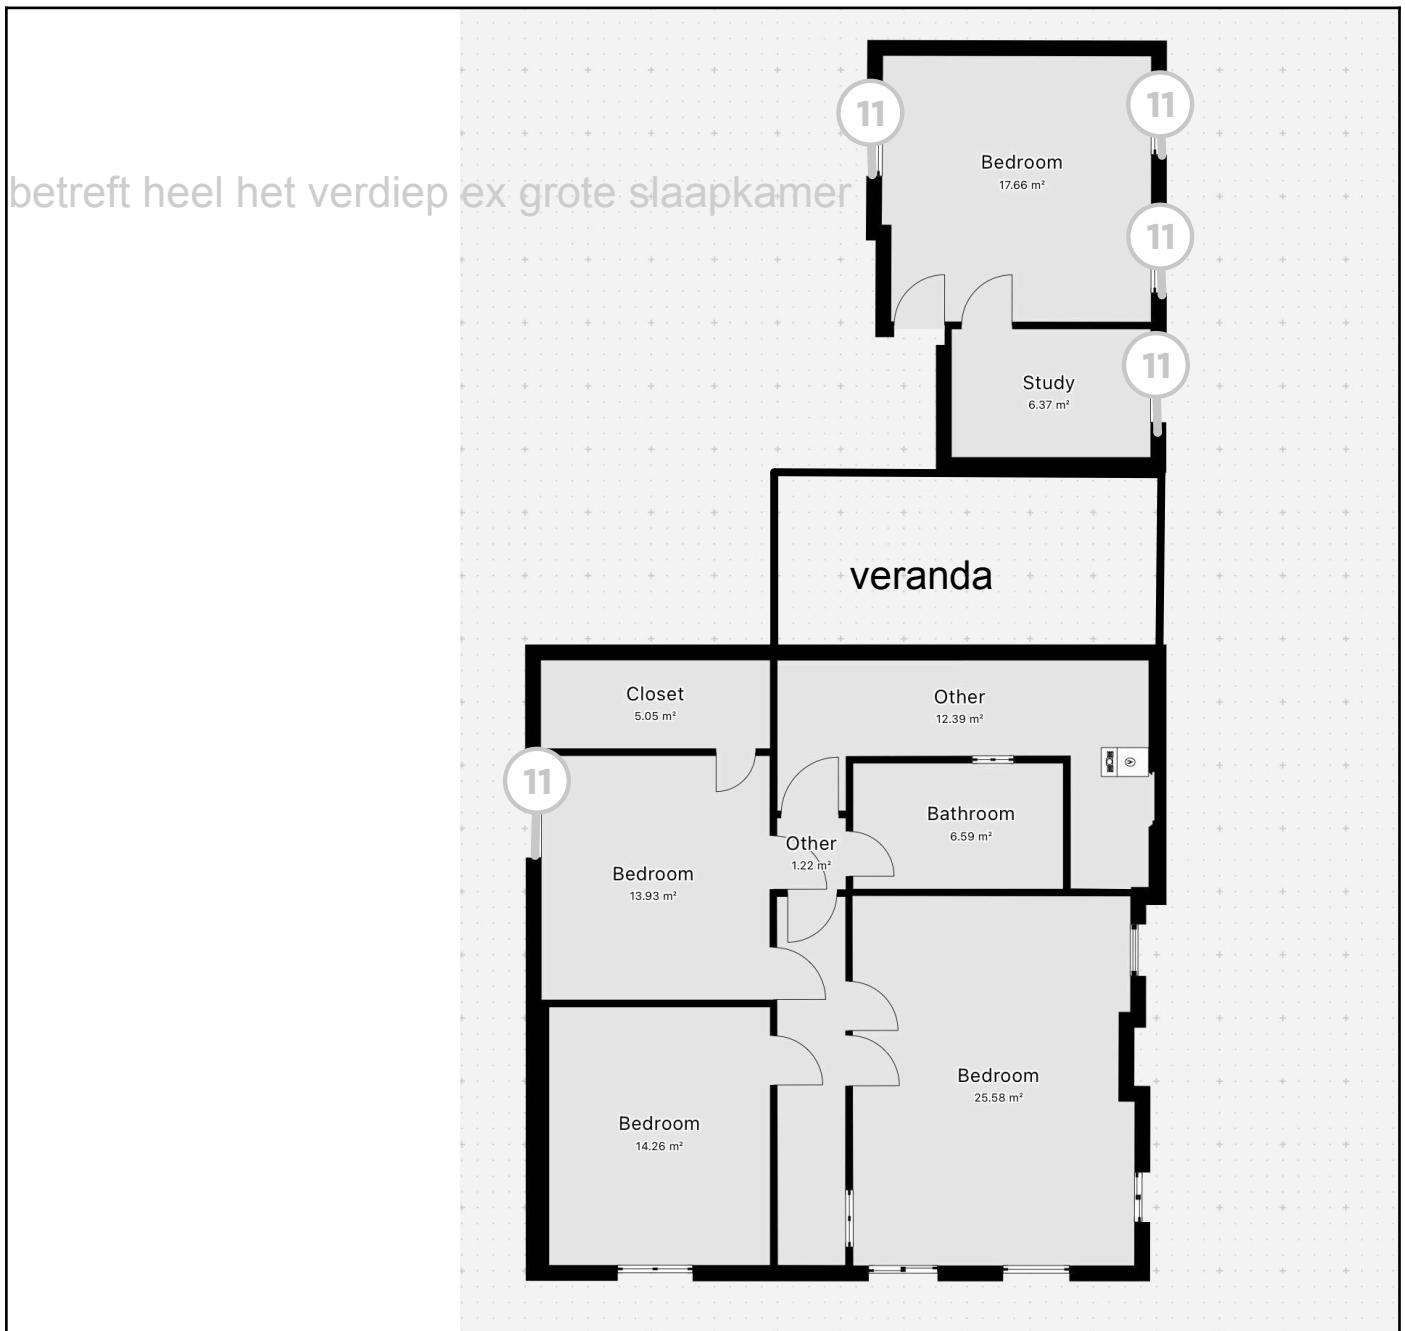 11
11
Bedroom
17.66 m²
betreft heel het verdiep ex grote slaapkamer
11
11
Study
6.37 m²
veranda
Closet
5.05 m²
Other
12.39 m²
11
Bathroom
6.59 m²
Other
1.22 m²
Bedroom
13.93 m²
Bedroom
25.58 m²
Bedroom
14.26 m²